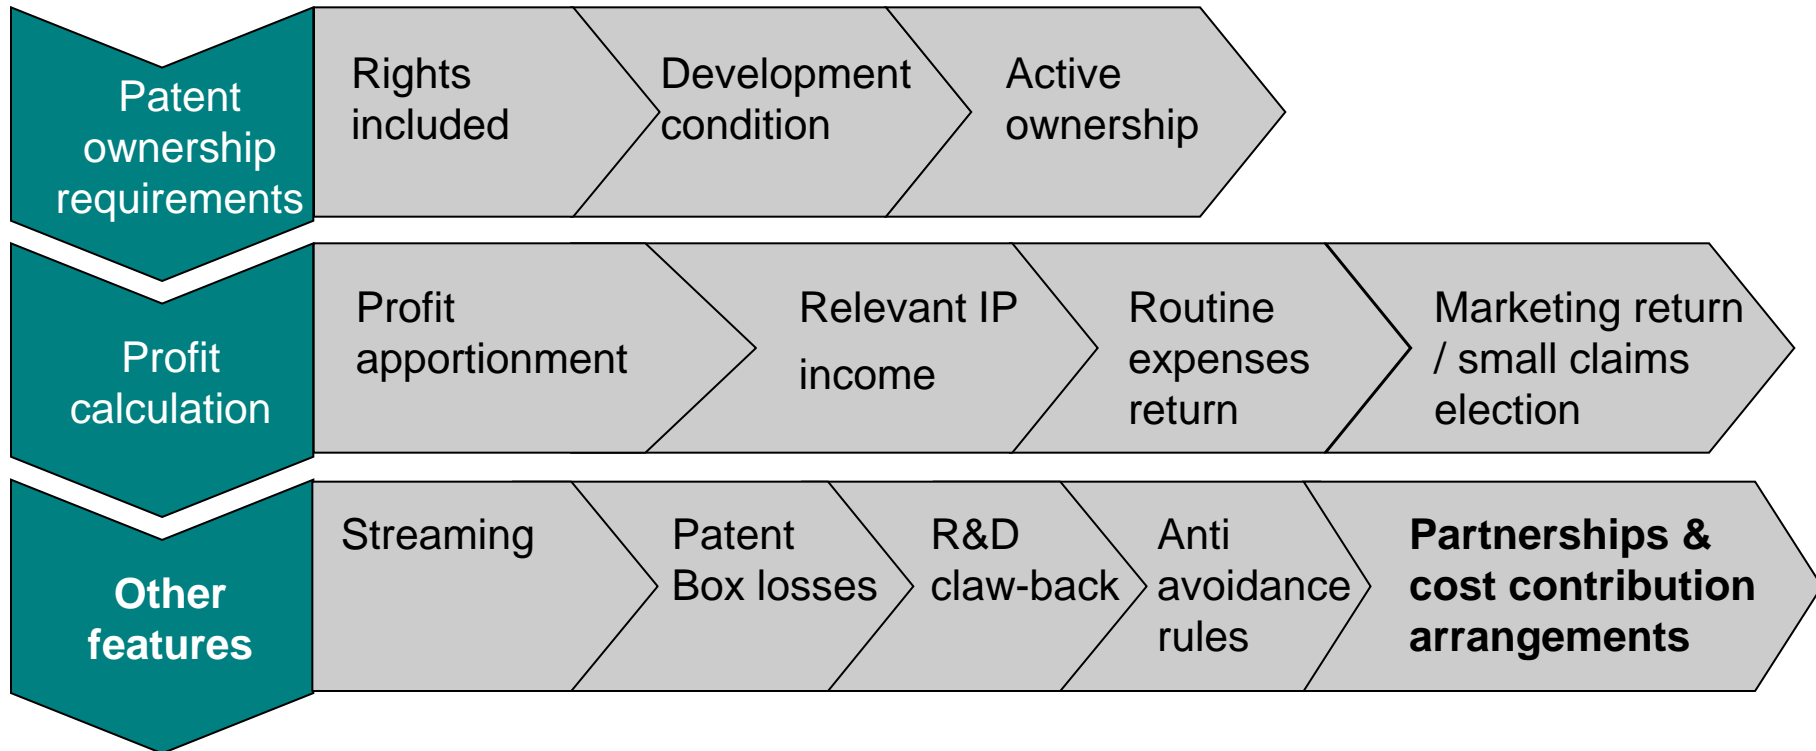 Patent
ownership
requirements
Rights
included
Development
condition
Active
ownership
Profit
calculation
Profit
apportionment
Relevant IP
income
Routine
expenses
return
Marketing return
/ small claims
election
Other
features
Streaming
Patent
Box losses
R&D
claw-back
Anti
avoidance
rules
Partnerships &
cost contribution
arrangements